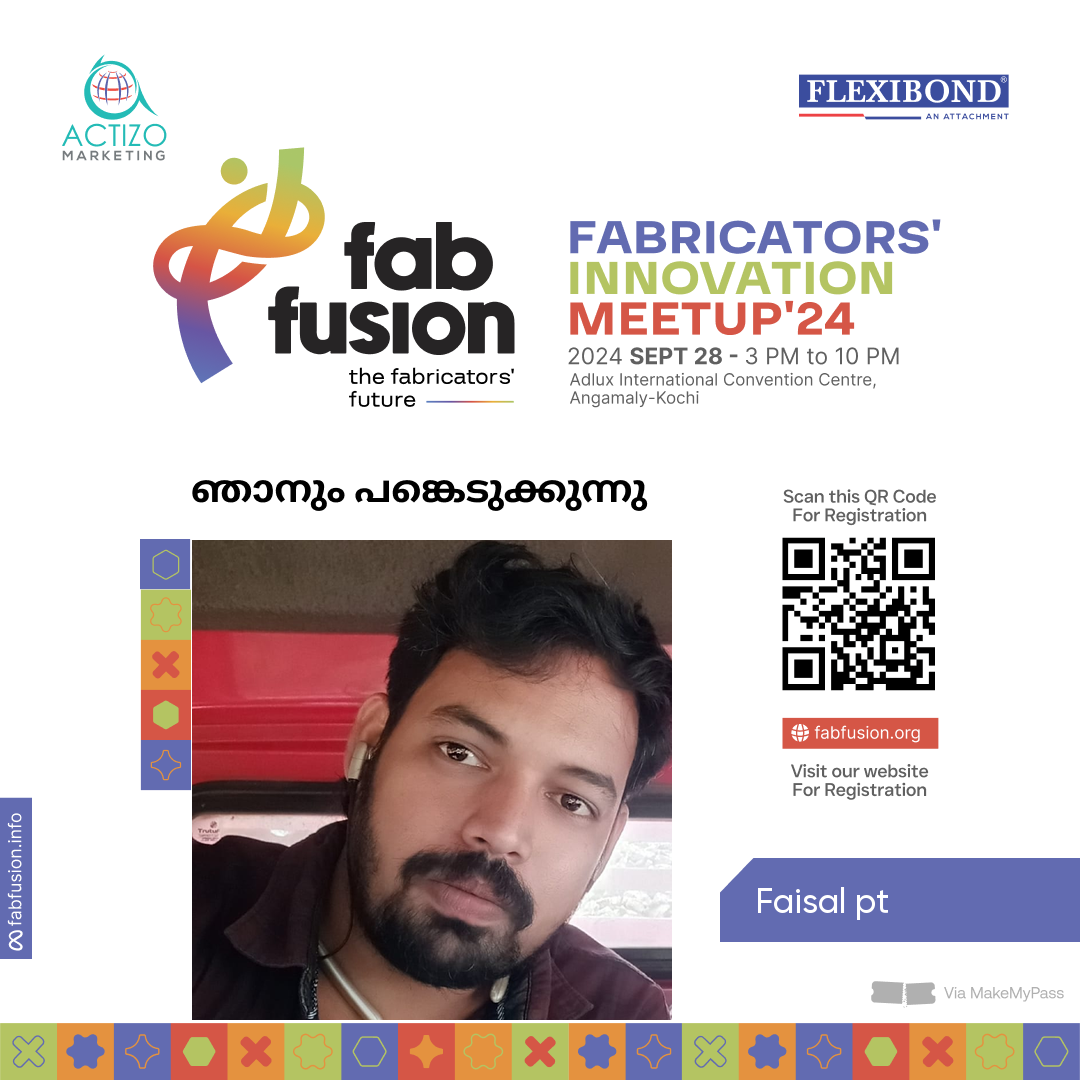 ACTIZO
MARKETING
FLEXIBOND®
AN ATTACHMENT
fab
fusion
the fabricators'
future
FABRICATORS'
INNOVATION
MEETUP'24
2024 SEPT 28 - 3 PM to 10 PM
Adlux International Convention Centre,
Angamaly-Kochi
ഞാനും പങ്കെടുക്കുന്നു
Scan this QR Code
For Registration
fabfusion.org
Visit our website
For Registration
Trutuf
fabfusion.info
Faisal pt
Via MakeMyPass